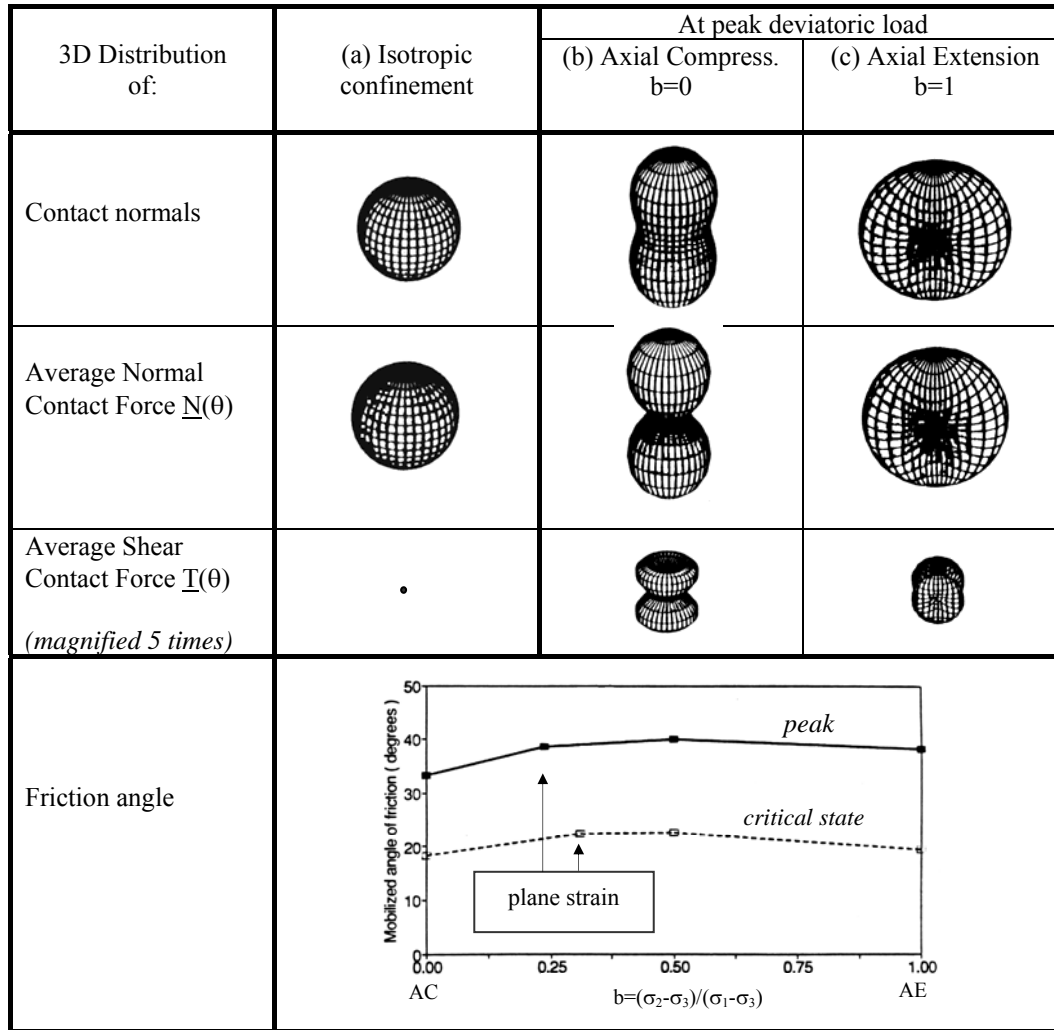 3D Distribution
of:
(a) Isotropic
confinement
At peak deviatoric load
(b) Axial Compress.
b=0
(c) Axial Extension
b=1
Contact normals
Average Normal
Contact Force N(θ)
Average Shear
Contact Force T(θ)
(magnified 5 times)
Friction angle
Mobilized angle of friction ( degrees )
50
40
30
20
10
0
peak
critical state
plane strain
0.00
0.25
0.50
0.75
1.00
AC
b=(σ2-σ3)/(σ1-σ3)
AE